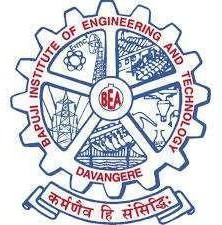 BAPUJI INSTITUTE OF ENGINEERING AND TECHNOLOGY
BEA
DAVANGERE
कर्मणैव हि संसिद्धिः